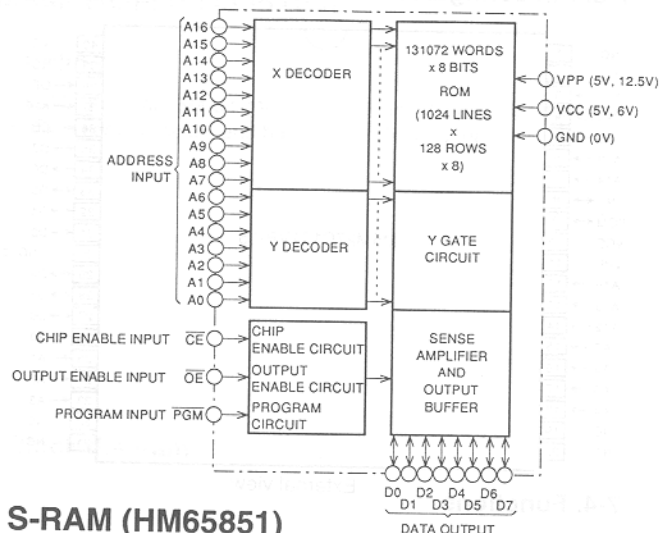 A16
A15
A14
A13
A12
A11
A10
A9
A8
A7
A6
A5
A4
A3
A2
A1
A0
ADDRESS
INPUT
X DECODER
Y DECODER
131072 WORDS
x 8 BITS
ROM
(1024 LINES
x
128 ROWS
x 8)
VPP (5V, 12.5V)
VCC (5V, 6V)
GND (0V)
Y GATE
CIRCUIT
CHIP ENABLE INPUT CE
OUTPUT ENABLE INPUT OE
PROGRAM INPUT PGM
CHIP
ENABLE CIRCUIT
OUTPUT
ENABLE CIRCUIT
PROGRAM
CIRCUIT
SENSE
AMPLIFIER
AND
OUTPUT
BUFFER
D0 D2 D4 D6
D1 D3 D5 D7
DATA OUTPUT
S-RAM (HM65851)